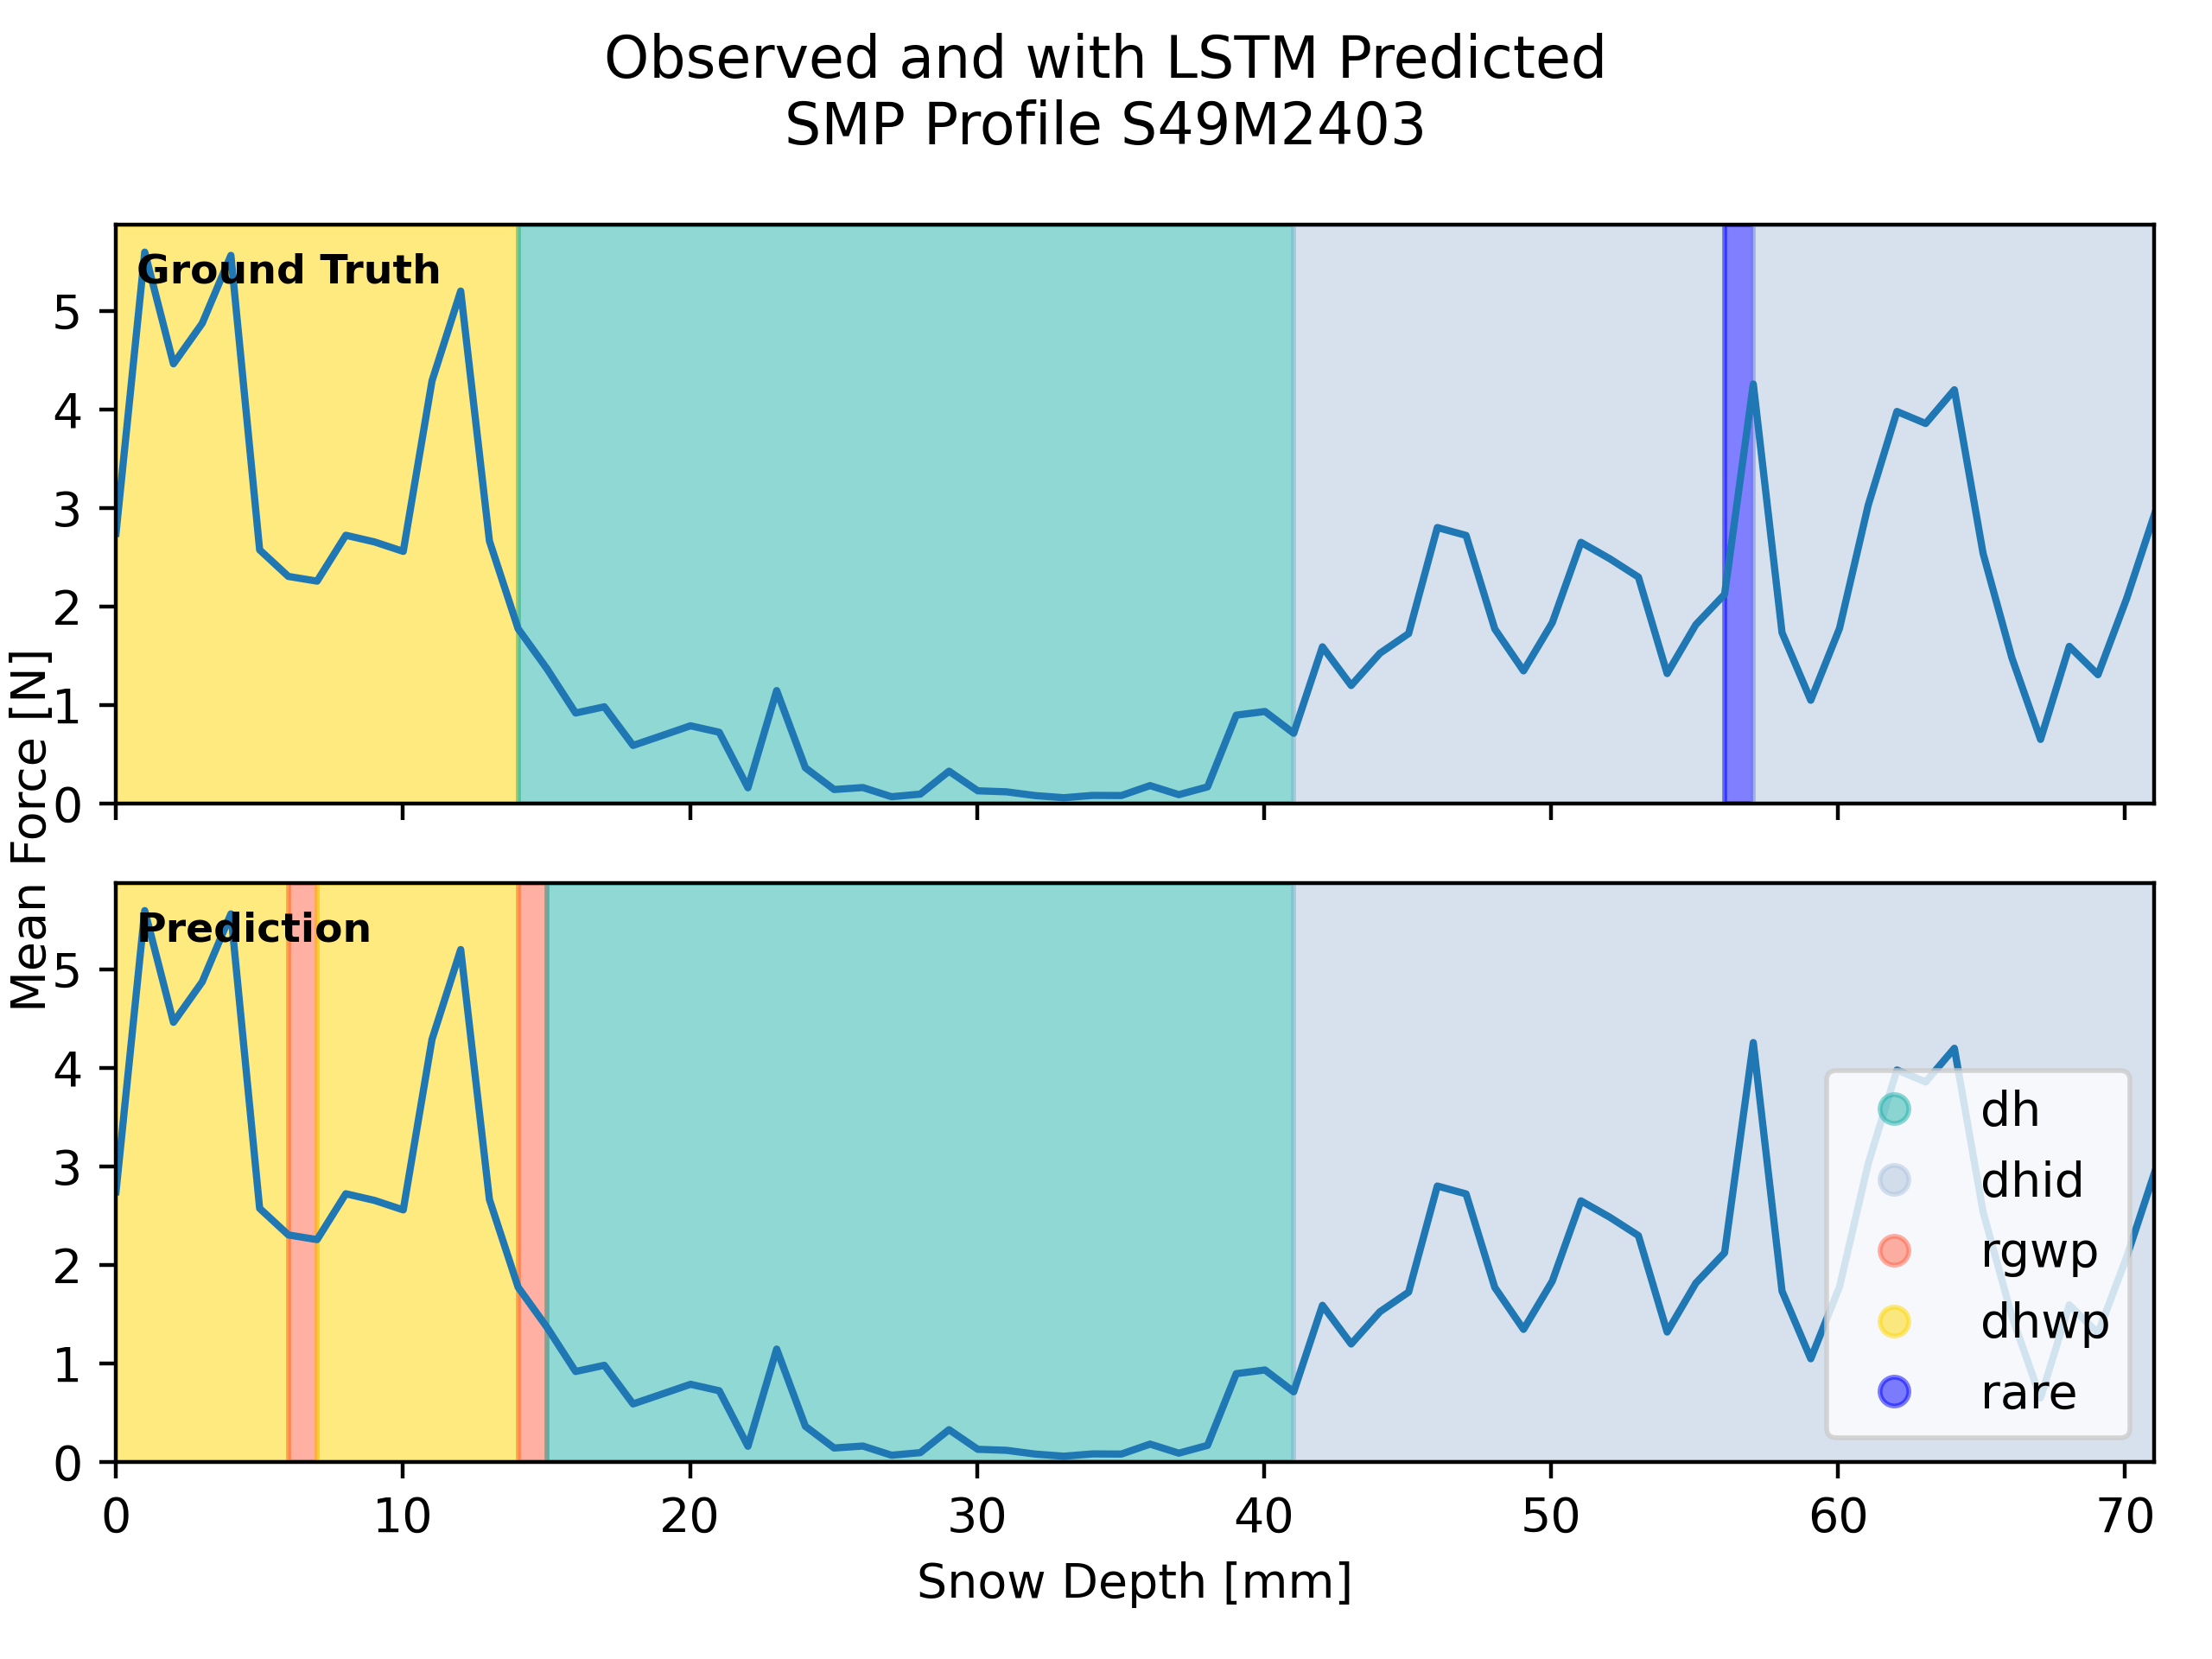 Observed and with LSTM Predicted
SMP Profile S49M2403
Ground Truth
5
4
3
2
1
0
Mean Force [N]
Prediction
5
4
3
2
1
0
dh
dhid
rgwp
dhwp
rare
0 10 20 30 40 50 60 70
Snow Depth [mm]